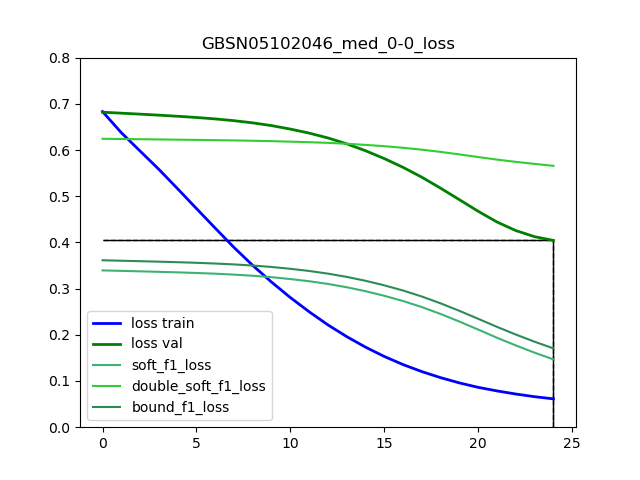 GBSN05102046_med_0-0_loss
0.8
0.7
0.6
0.5
0.4
0.3
0.2
0.1
0.0
loss train
loss val
soft_f1_loss
double_soft_f1_loss
bound_f1_loss
0 5 10 15 20 25